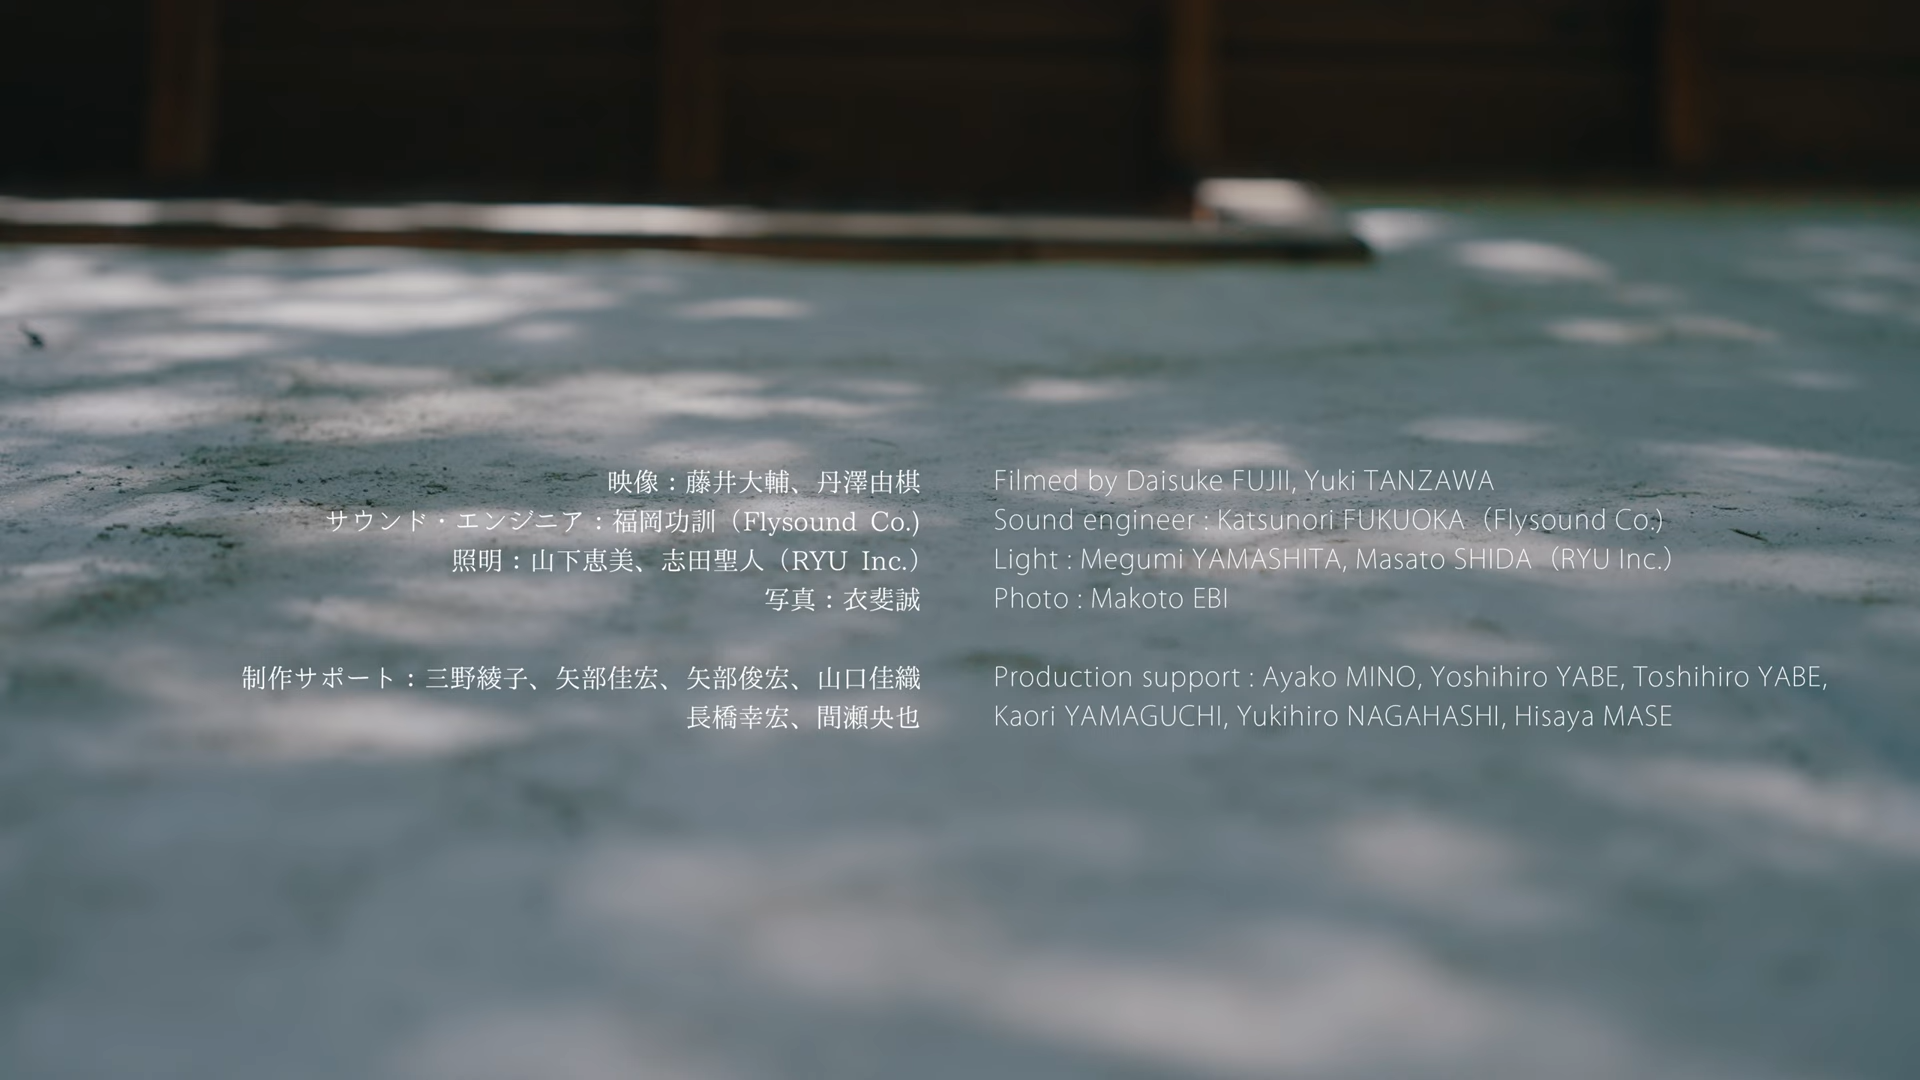 映像：藤井大輔、丹澤由棋
サウンド・エンジニア：福岡功訓（Flysound Co.)
照明：山下恵美、志田聖人（RYU Inc.）
写真：衣斐誠
制作サポート：三野綾子、矢部佳宏、矢部俊宏、山口佳織
長橋幸宏、間瀬央也
Filmed by Daisuke FUJII, Yuki TANZAWA
Sound engineer : Katsunori FUKUOKA（Flysound Co.)
Light : Megumi YAMASHITA, Masato SHIDA（RYU Inc.）
Photo : Makoto EBI
Production support : Ayako MINO, Yoshihiro YABE, Toshihiro YABE,
Kaori YAMAGUCHI, Yukihiro NAGAHASHI, Hisaya MASE